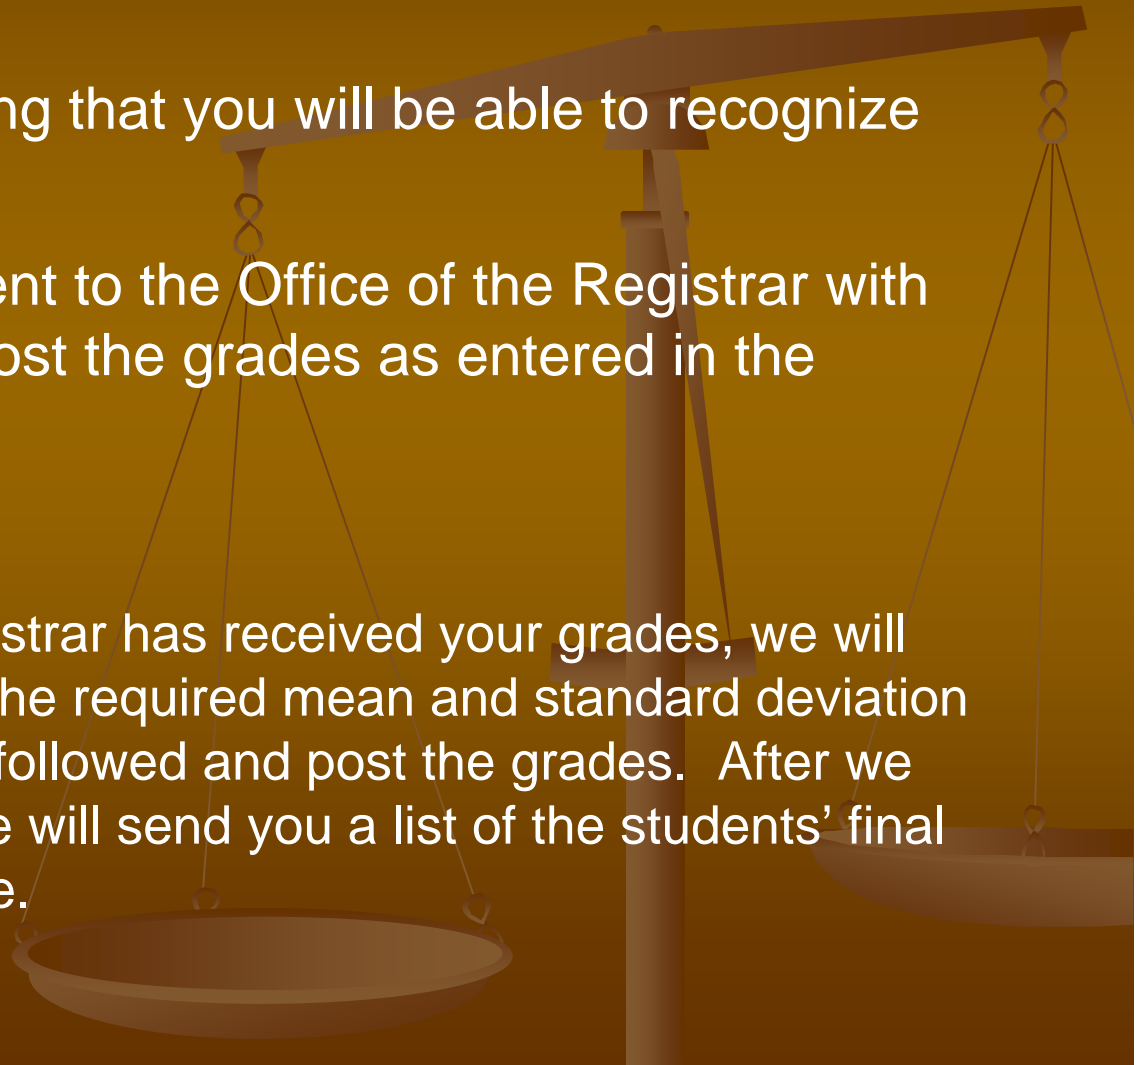 ng that you will be able to recognize
ent to the Office of the Registrar with
ost the grades as entered in the
strar has received your grades, we will
he required mean and standard deviation
followed and post the grades.  After we
e will send you a list of the students’ final
e.